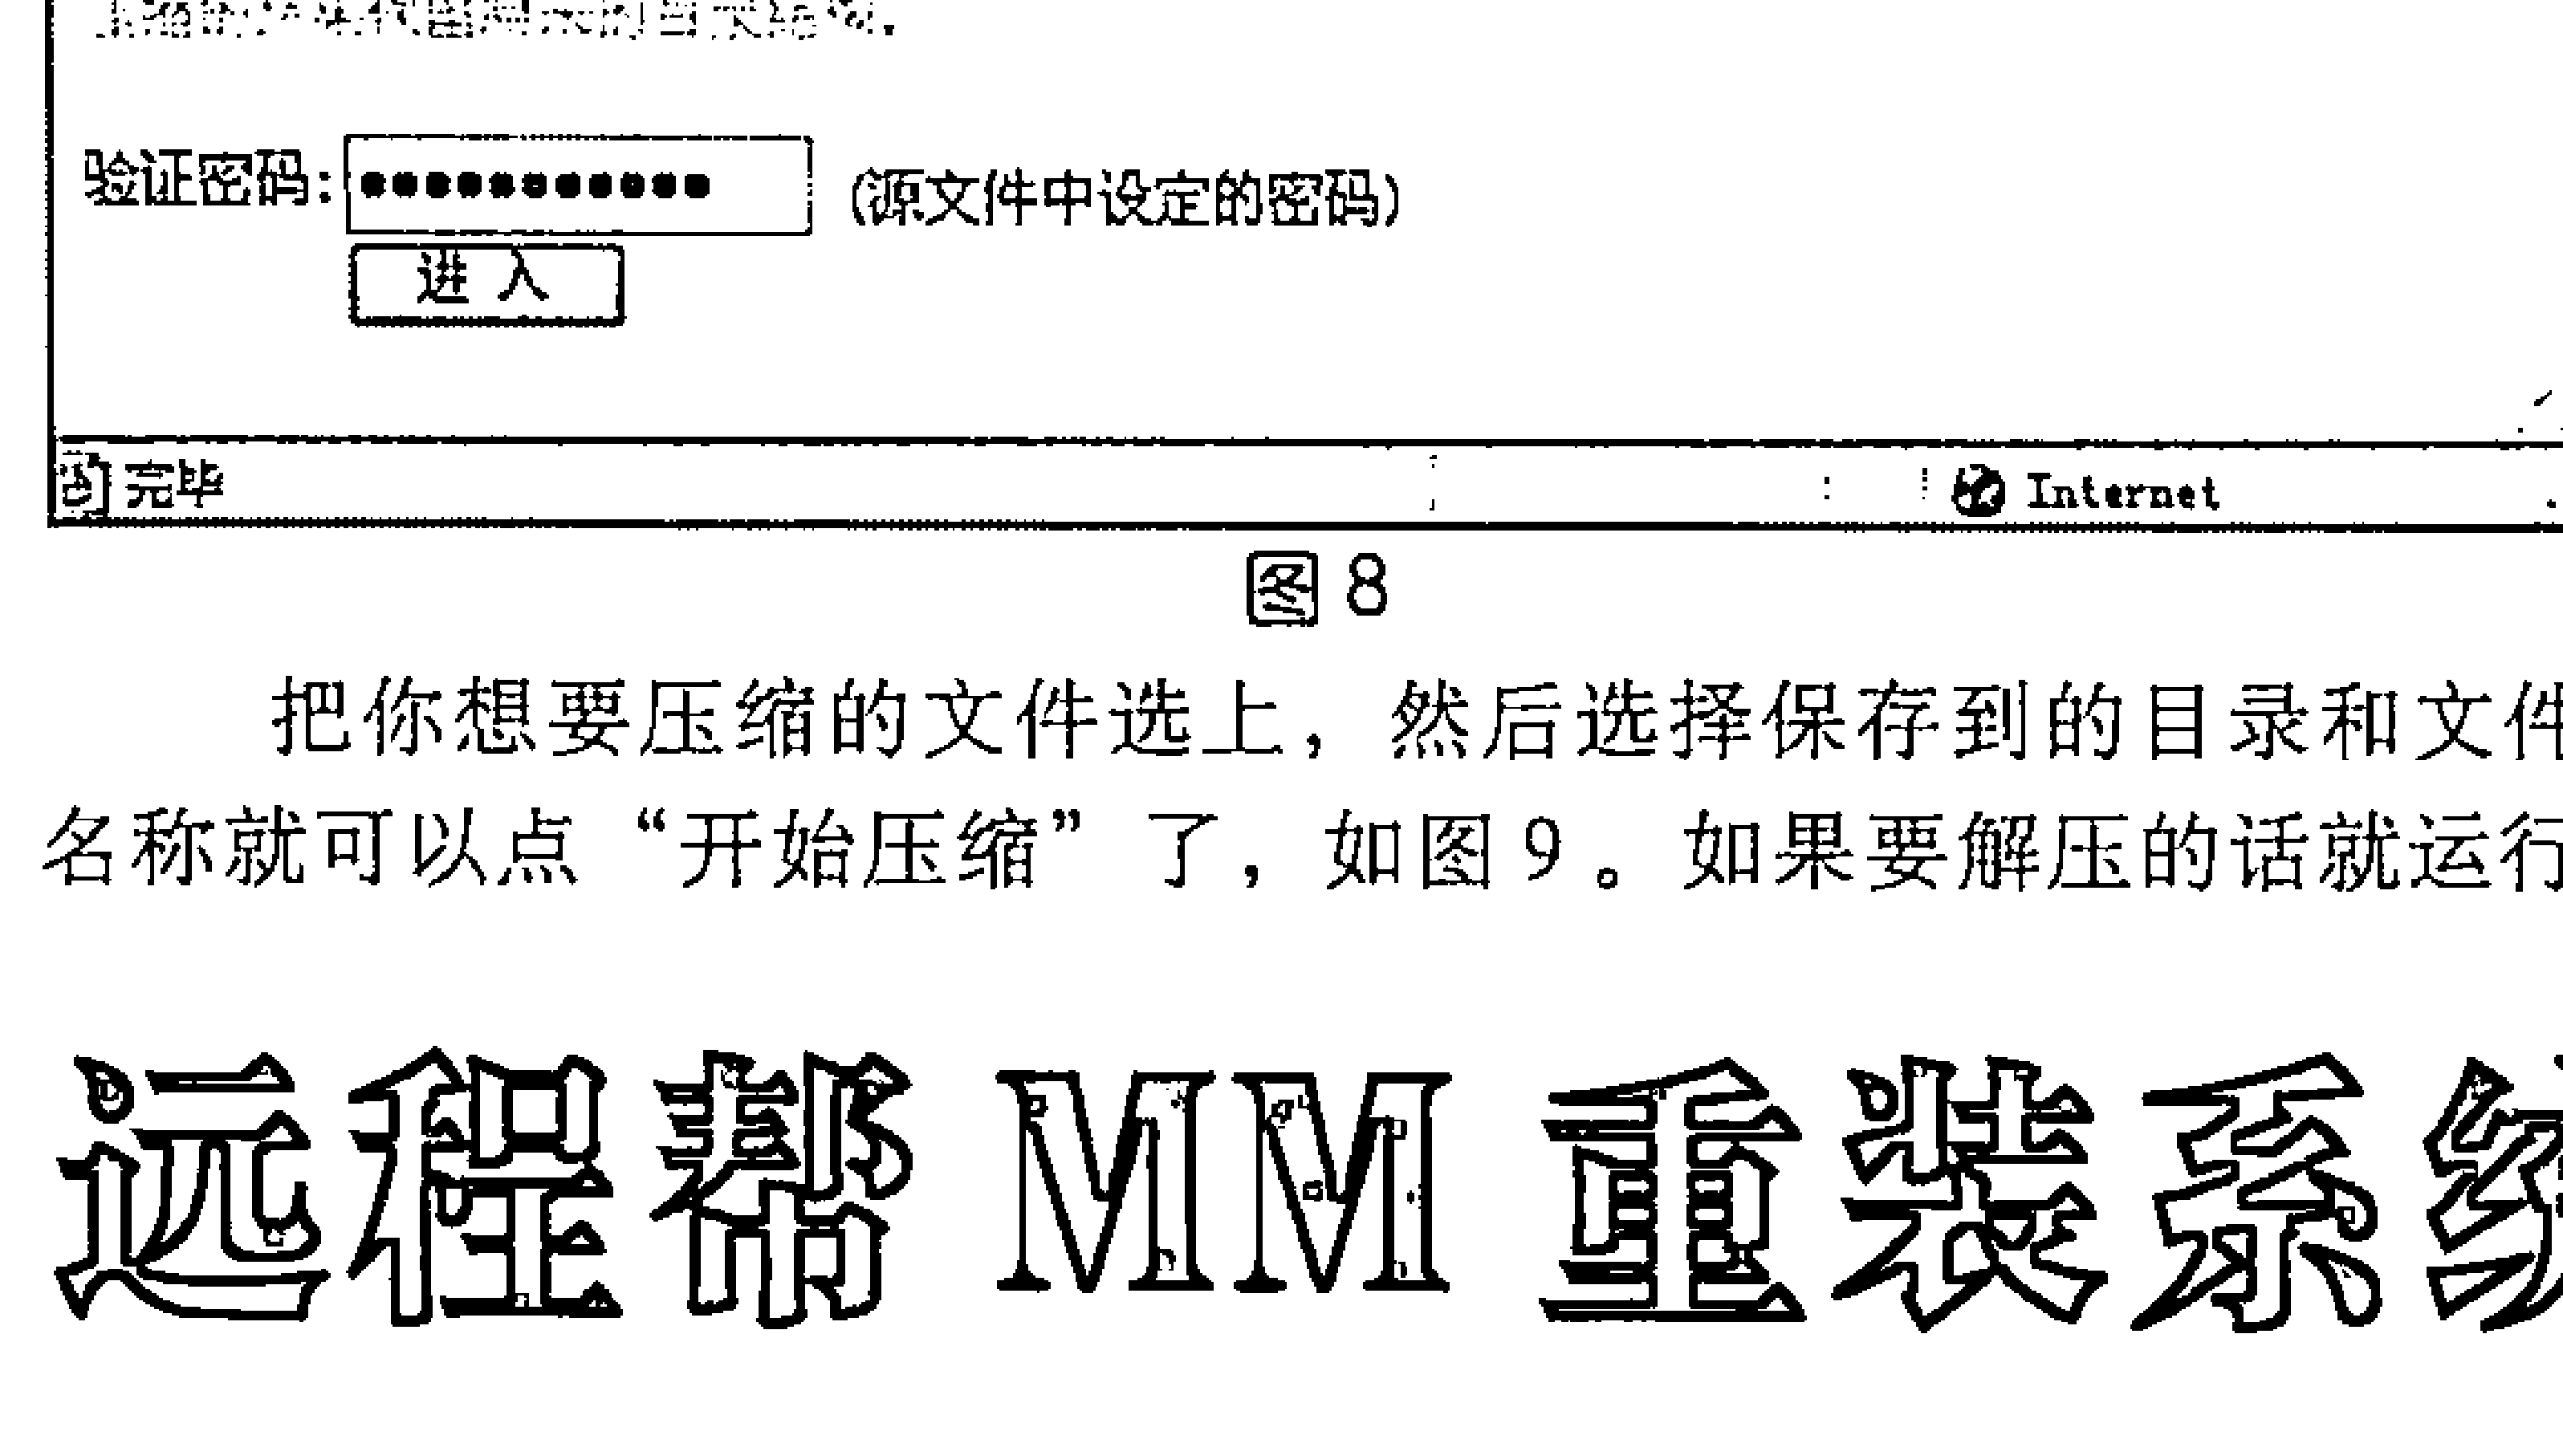 验证密码: ●●●●●●●●●●● (源文件中设定的密码)
进 入
完毕 Internet
图 8
把你想要压缩的文件选上，然后选择保存到的目录和文件
名称就可以点“开始压缩”了，如图 9 。如果要解压的话就运行
远程帮 MM 重装系统